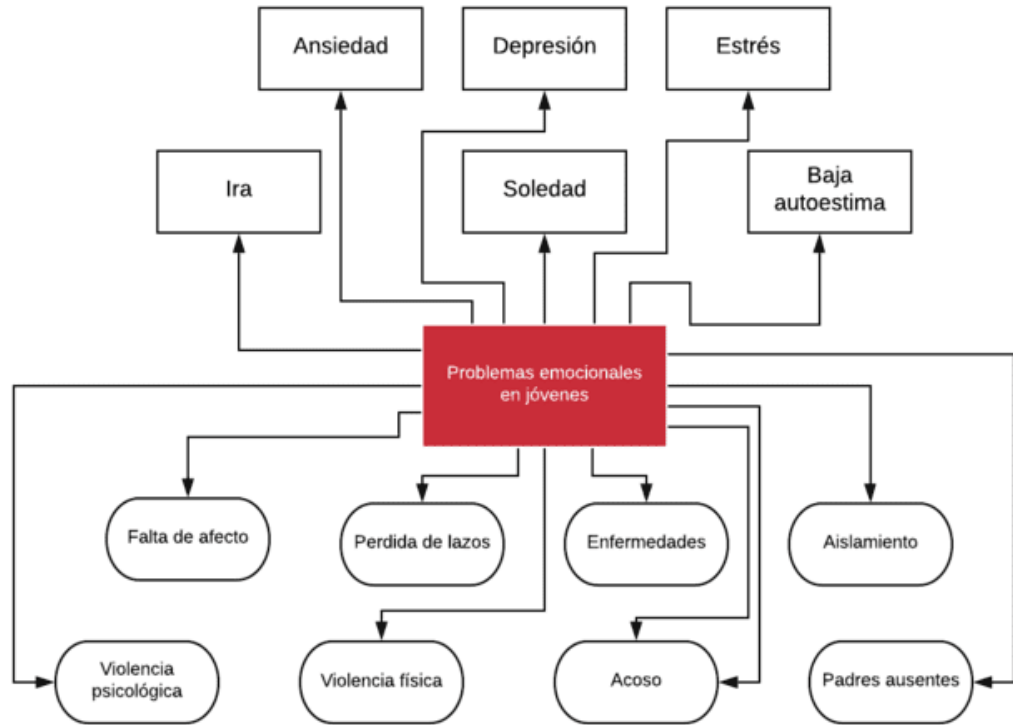 Ansiedad
Depresión
Estrés
Ira
Soledad
Baja
autoestima
Problemas emocionales
en jóvenes
Falta de afecto
Perdida de lazos
Enfermedades
Aislamiento
Violencia
psicológica
Violencia física
Acoso
Padres ausentes